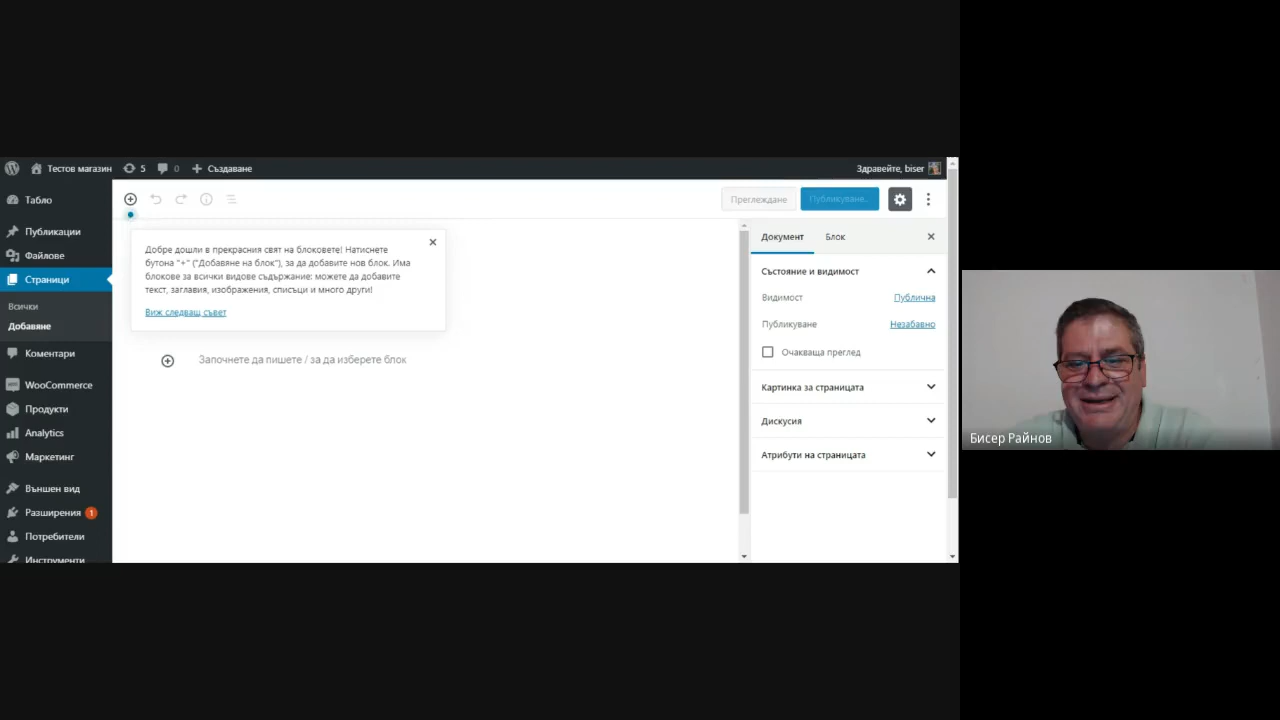 Тестов магазин 5 0 Създаване Здравейте, biser
Табло
Публикации
Файлове
Страници
Всички
Добавяне
Коментари
WooCommerce
Продукти
Analytics
Маркетинг
Външен вид
Разширения 1
Потребители
Инструменти
Преглеждане Публикуване...
Добре дошли в прекрасния свят на блоковете! Натиснете
бутона "+" ("Добавяне на блок"), за да добавите нов блок. Има
блокове за всички видове съдържание: можете да добавите
текст, заглавия, изображения, списъци и много други!
Виж следващ съвет
Започнете да пишете / за да изберете блок
Документ Блок
Състояние и видимост
Видимост Публична
Публикуване Незабавно
Очакваща преглед
Картинка за страницата
Дискусия
Атрибути на страницата
Бисер Райнов